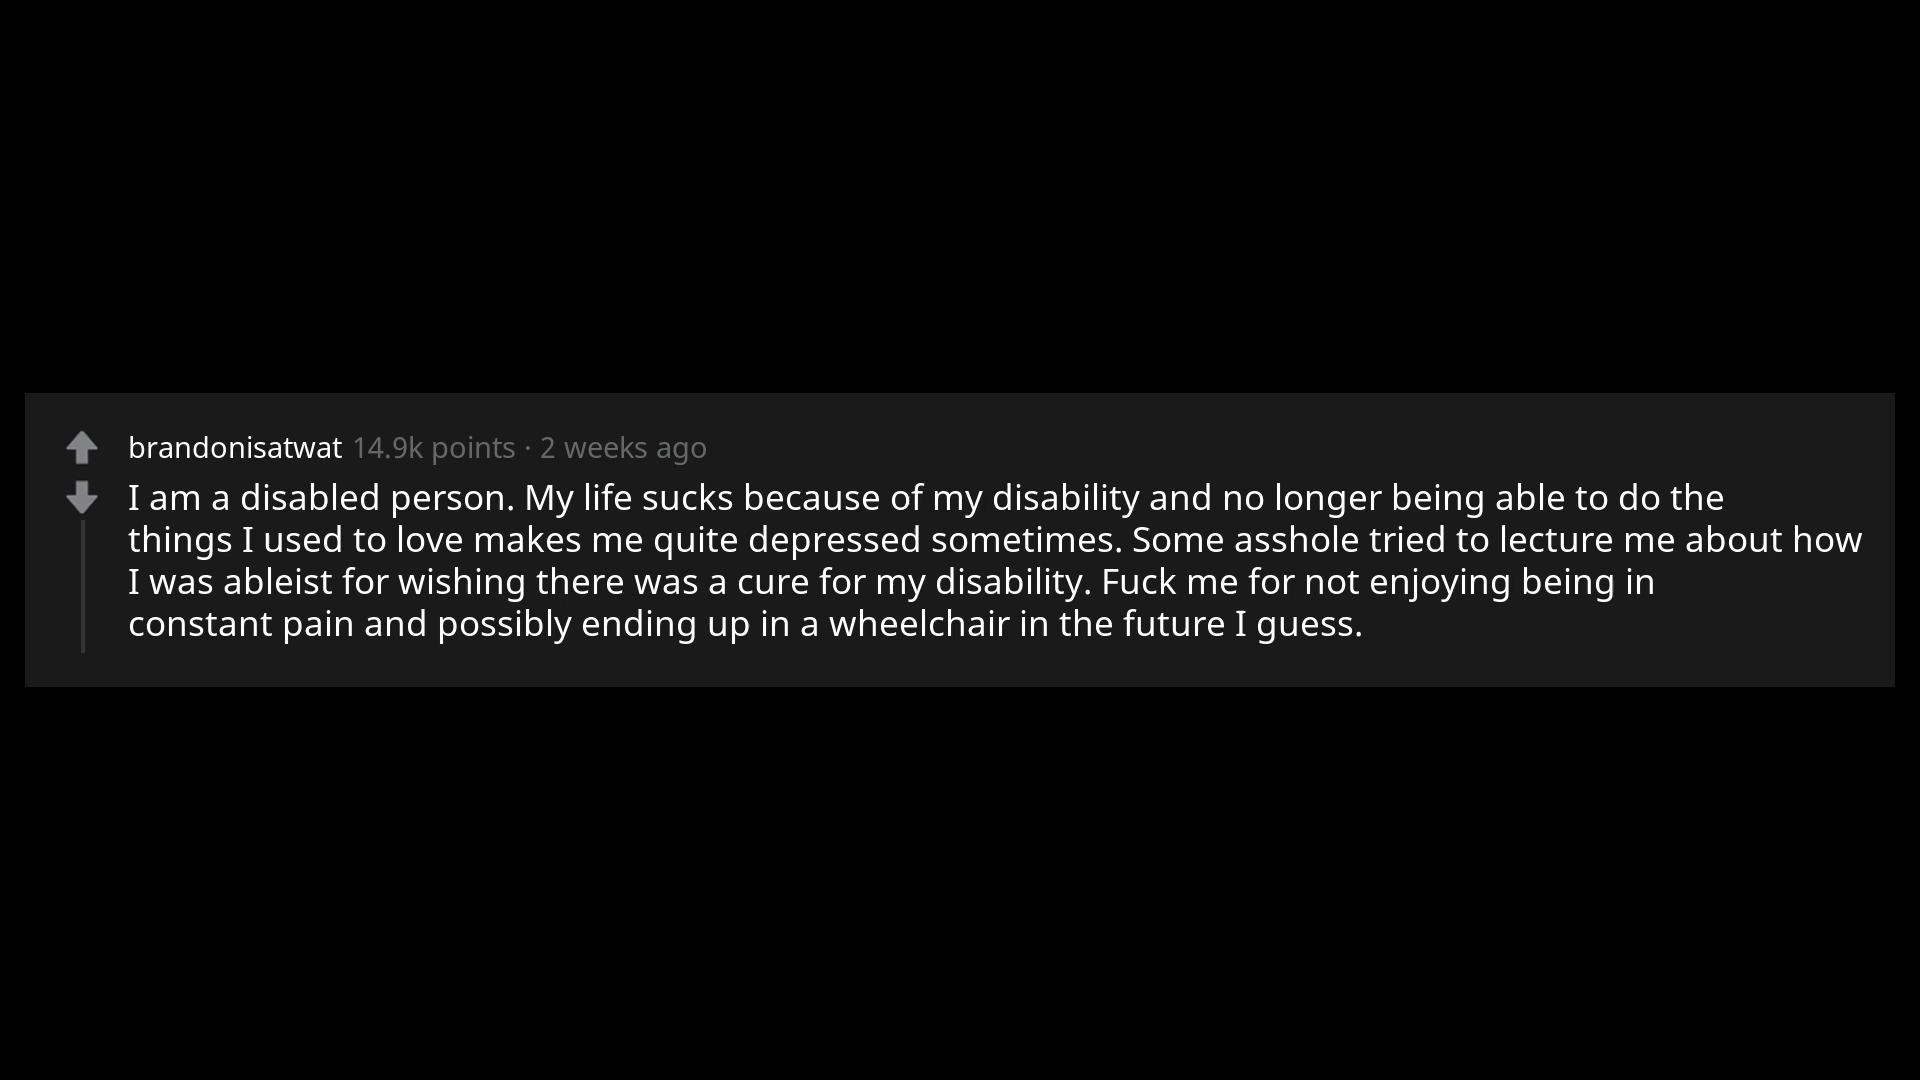 brandonisatwat 14.9k points · 2 weeks ago
I am a disabled person. My life sucks because of my disability and no longer being able to do the
things I used to love makes me quite depressed sometimes. Some asshole tried to lecture me about how
I was ableist for wishing there was a cure for my disability. Fuck me for not enjoying being in
constant pain and possibly ending up in a wheelchair in the future I guess.